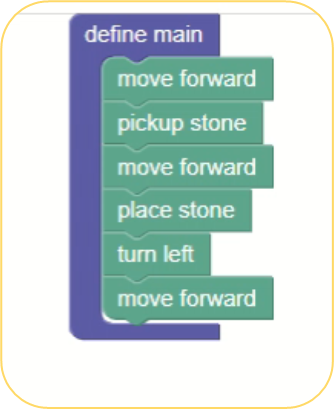 define main
move forward
pickup stone
move forward
place stone
turn left
move forward